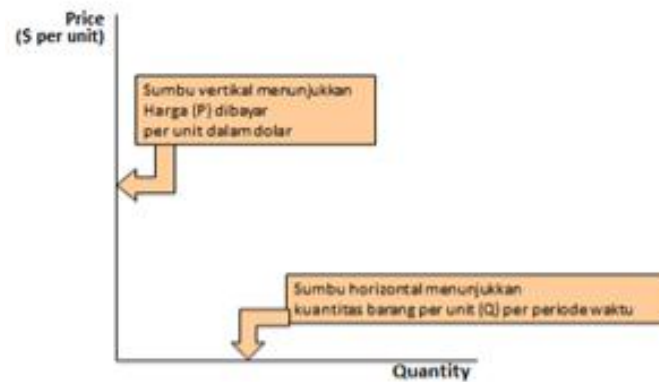 Price
($ per unit)
Sumbu vertikal menunjukkan
Harga (P) dibayar
per unit dalam dolar
Sumbu horizontal menunjukkan
kuantitas barang per unit (Q) per periode waktu
Quantity